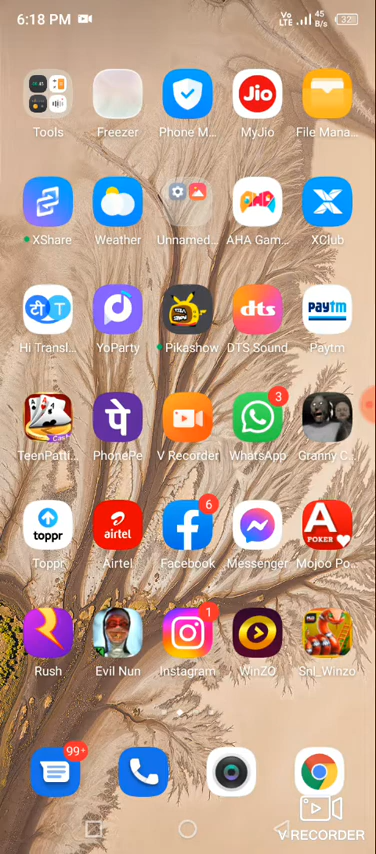 6:18 PM
Vo LTE 45 B/s 32
Tools Freezer Phone M... MyJio File Mana...
Jio
XShare Weather Unnamed... AHA Gam... XClub
टी T dts paytm
Hi Transl... YoParty Pikashow DTS Sound Paytm
पे 3
TeenPatti... PhonePe V Recorder WhatsApp Granny C...
toppr airtel 6 A POKER
Toppr Airtel Facebook Messenger Mojoo Po...
1
Rush Evil Nun Instagram WinZO Snl_Winzo
99+
V RECORDER